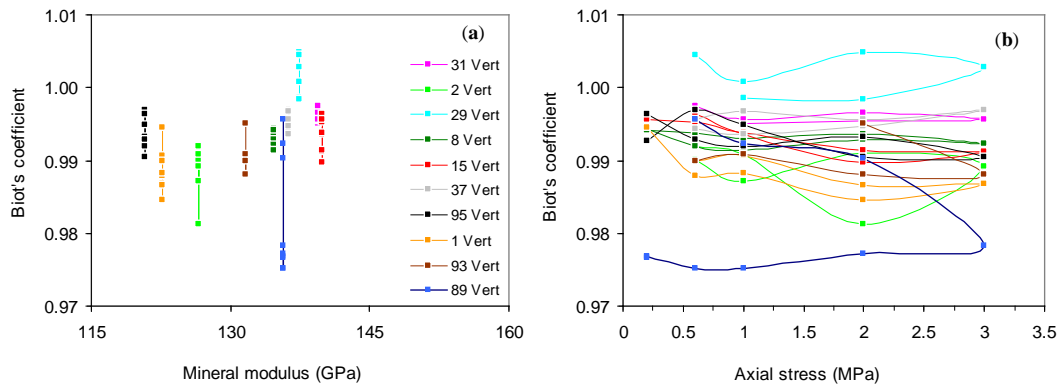 (a)
Biot's coefficient
1.01
1.00
0.99
0.98
0.97
115 130 145 160
Mineral modulus (GPa)
31 Vert
2 Vert
29 Vert
8 Vert
15 Vert
37 Vert
95 Vert
1 Vert
93 Vert
89 Vert
(b)
Biot's coefficient
1.01
1.00
0.99
0.98
0.97
0 0.5 1 1.5 2 2.5 3 3.5
Axial stress (MPa)